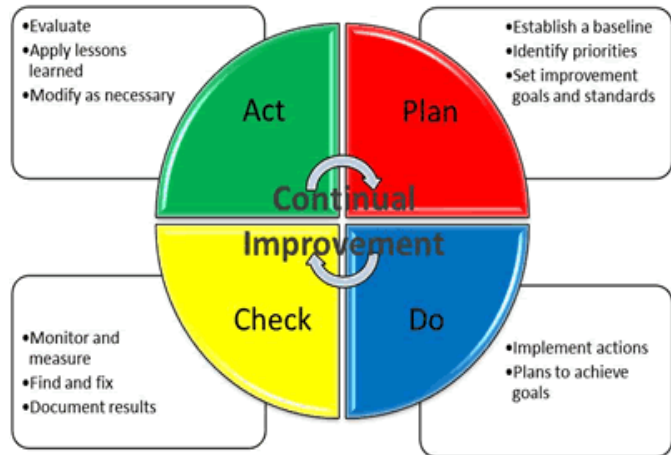 •Evaluate
•Apply lessons
learned
•Modify as necessary
•Establish a baseline
•Identify priorities
•Set improvement
goals and standards
Act
Plan
Continual
Improvement
Check
Do
•Monitor and
measure
•Find and fix
•Document results
•Implement actions
•Plans to achieve
goals